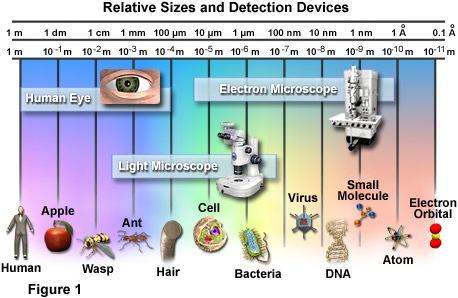 Relative Sizes and Detection Devices
1 m 1 dm 1 cm 1 mm 100 µm 10 µm 1 µm 100 nm 10 nm 1 nm 1 Å 0.1 Å
1 m 10⁻¹ m 10⁻² m 10⁻³ m 10⁻⁴ m 10⁻⁵ m 10⁻⁶ m 10⁻⁷ m 10⁻⁸ m 10⁻⁹ m 10⁻¹⁰ m 10⁻¹¹ m
Human Eye
Electron Microscope
Light Microscope
Human
Apple
Wasp
Ant
Hair
Cell
Bacteria
Virus
DNA
Small
Molecule
Atom
Electron
Orbital
Figure 1